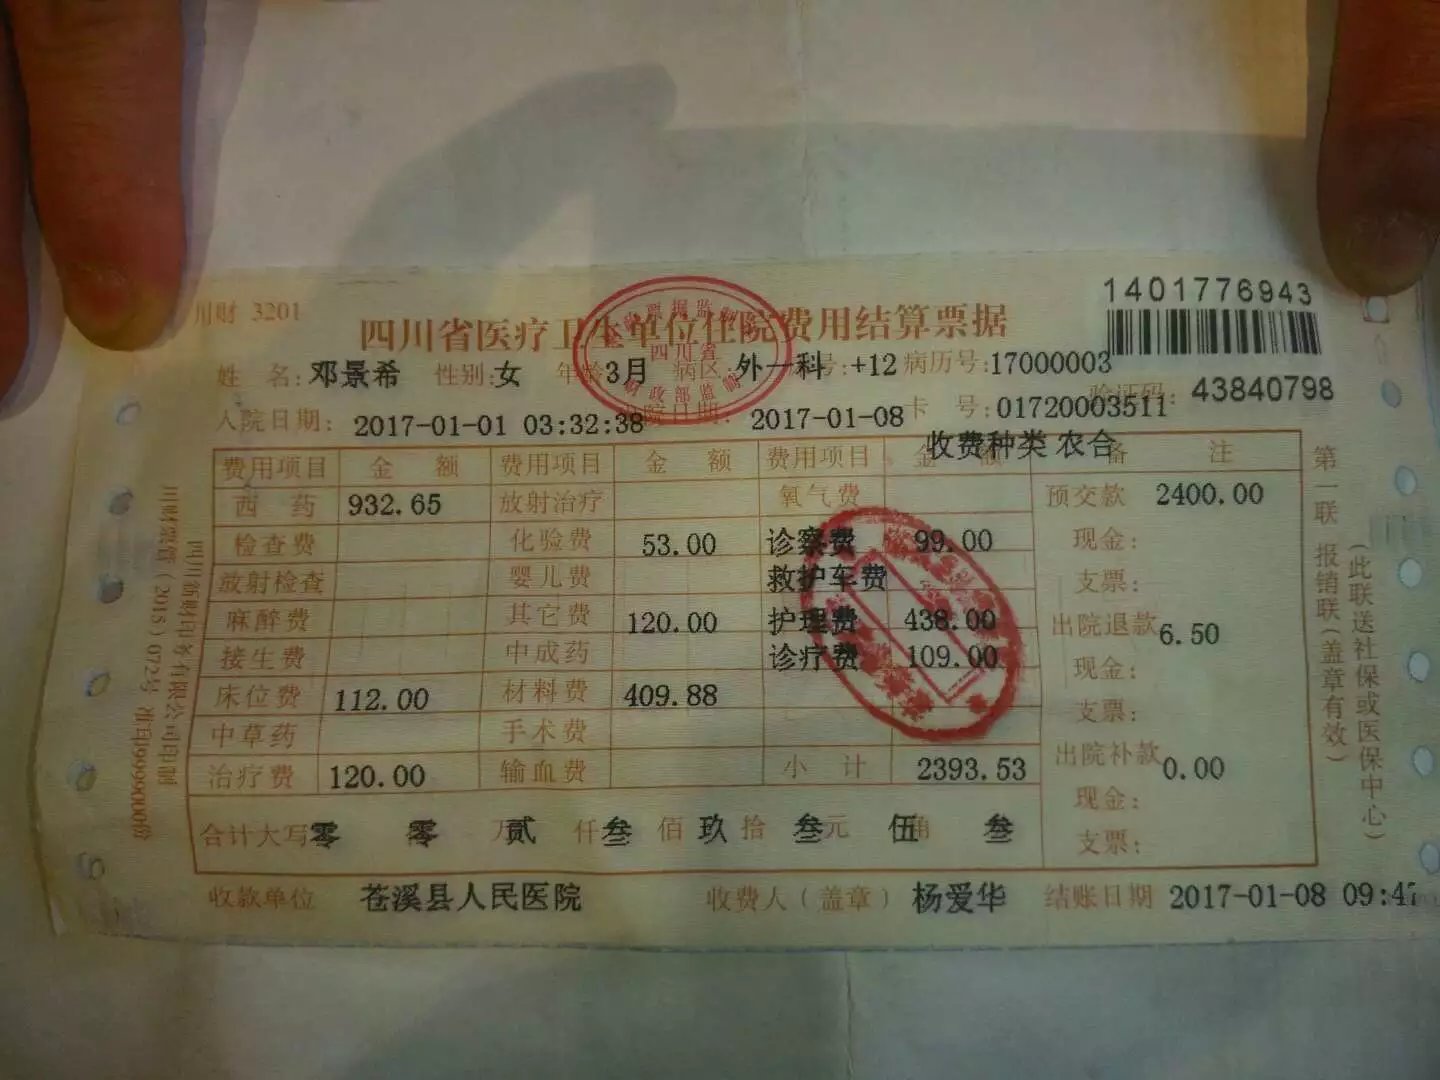 川财 3201
1401776943
四川省医疗卫生单位住院费用结算票据
四川省
财政部监制
姓 名:邓景希 性别:女 年龄3月 病区:外一科 号:+12 病历号:17000003
验证码: 43840798
入院日期: 2017-01-01 03:32:38 出院日期: 2017-01-08 卡 号:01720003511
收费种类 农合
费用项目 金 额 费用项目 金 额 费用项目 金 额 备 注
西 药 932.65 放射治疗 氧气费 预交款 2400.00
检查费 化验费 53.00 诊察费 99.00 现金:
放射检查 婴儿费 救护车费 支票:
麻醉费 其它费 120.00 护理费 438.00 出院退款 6.50
接生费 中成药 诊疗费 109.00 现金:
床位费 112.00 材料费 409.88 支票:
中草药 手术费 出院补款 0.00
治疗费 120.00 输血费 小 计 2393.53 现金:
合计大写 零 零 万 贰 仟 叁 佰 玖 拾 叁 元 伍 角 叁 支票:
收款单位 苍溪县人民医院 收费人(盖章) 杨爱华 结账日期 2017-01-08 09:47
第一联 报销联(盖章有效)
(此联送社保或医保中心)